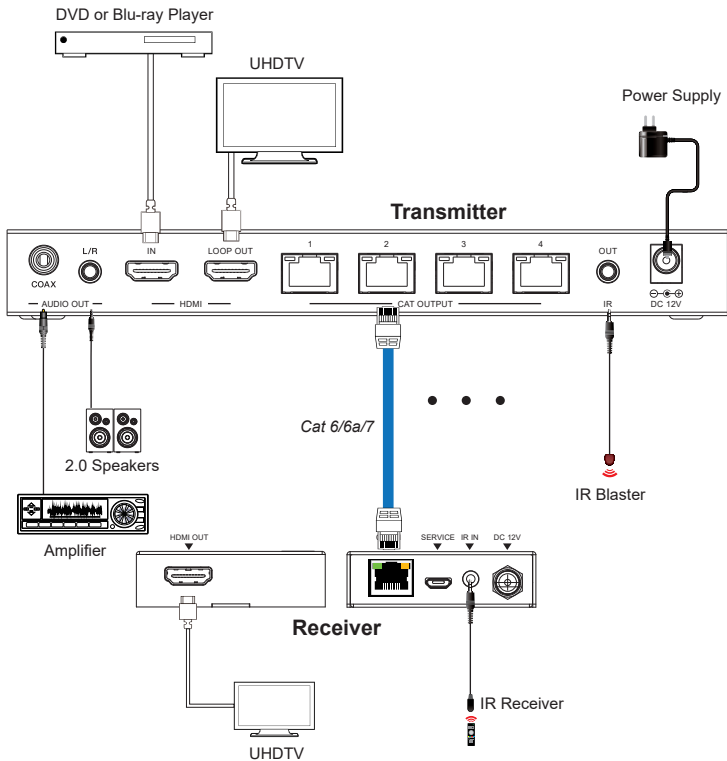 DVD or Blu-ray Player
UHDTV
Power Supply
Transmitter
COAX
L/R
IN
LOOP OUT
1
2
3
4
OUT
AUDIO OUT
HDMI
CAT OUTPUT
IR
DC 12V
Cat 6/6a/7
2.0 Speakers
IR Blaster
Amplifier
HDMI OUT
SERVICE
IR IN
DC 12V
Receiver
IR Receiver
UHDTV